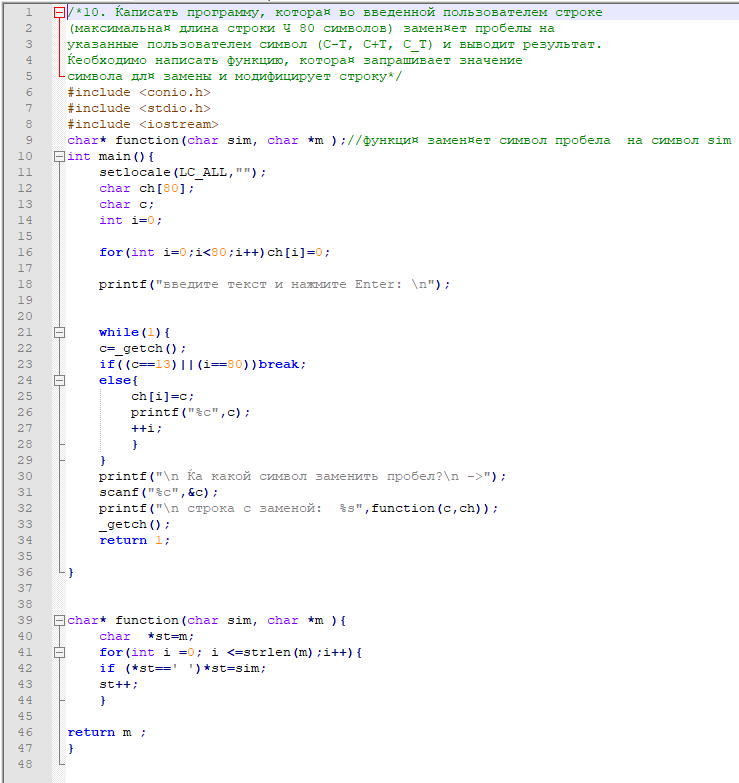 1 /*10. Ќаписать программу, котора¤ во введенной пользователем строке
2 (максимальна¤ длина строки Ч 80 символов) замен¤ет пробелы на
3 указанные пользователем символ (C-T, C+T, C_T) и выводит результат.
4 Ќеобходимо написать функцию, котора¤ запрашивает значение
5 символа дл¤ замены и модифицирует строку*/
6 #include <conio.h>
7 #include <stdio.h>
8 #include <iostream>
9 char* function(char sim, char *m );//функци¤ замен¤ет символ пробела  на символ sim
10 int main(){
11 setlocale(LC_ALL,"");
12 char ch[80];
13 char c;
14 int i=0;
15
16 for(int i=0;i<80;i++)ch[i]=0;
17
18 printf("введите текст и нажмите Enter: \n");
19
20
21 while(1){
22 c=_getch();
23 if((c==13)||(i==80))break;
24 else{
25 ch[i]=c;
26 printf("%c",c);
27 ++i;
28 }
29 }
30 printf("\n Ќа какой символ заменить пробел?\n ->");
31 scanf("%c",&c);
32 printf("\n строка с заменой:  %s",function(c,ch));
33 _getch();
34 return 1;
35
36 }
37
38
39 char* function(char sim, char *m ){
40 char  *st=m;
41 for(int i =0; i <=strlen(m);i++){
42 if (*st==' ')*st=sim;
43 st++;
44 }
45
46 return m ;
47 }
48